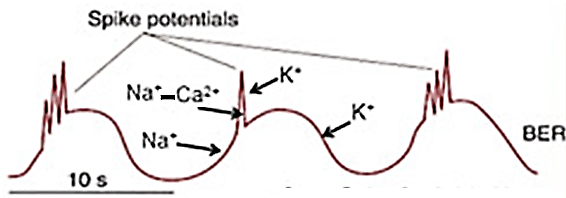 Spike potentials
K⁺
Na⁺–Ca²⁺
K⁺
Na⁺
BER
10 s